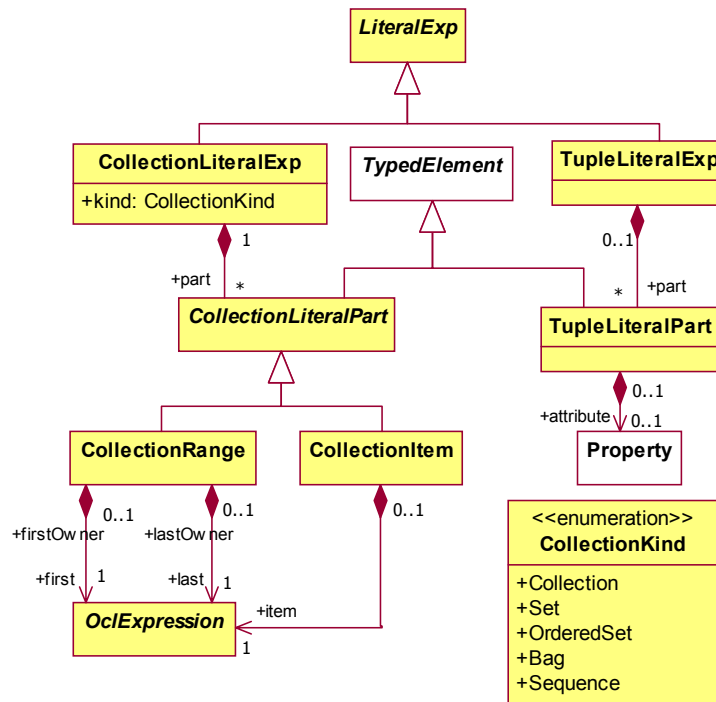 LiteralExp
CollectionLiteralExp
+kind: CollectionKind
TypedElement
TupleLiteralExp
1
0..1
+part
*
*
+part
CollectionLiteralPart
TupleLiteralPart
0..1
+attribute
0..1
CollectionRange
CollectionItem
Property
0..1
0..1
0..1
+firstOwner
+lastOwner
+first
1
+last
1
+item
1
OclExpression
<<enumeration>>
CollectionKind
+Collection
+Set
+OrderedSet
+Bag
+Sequence